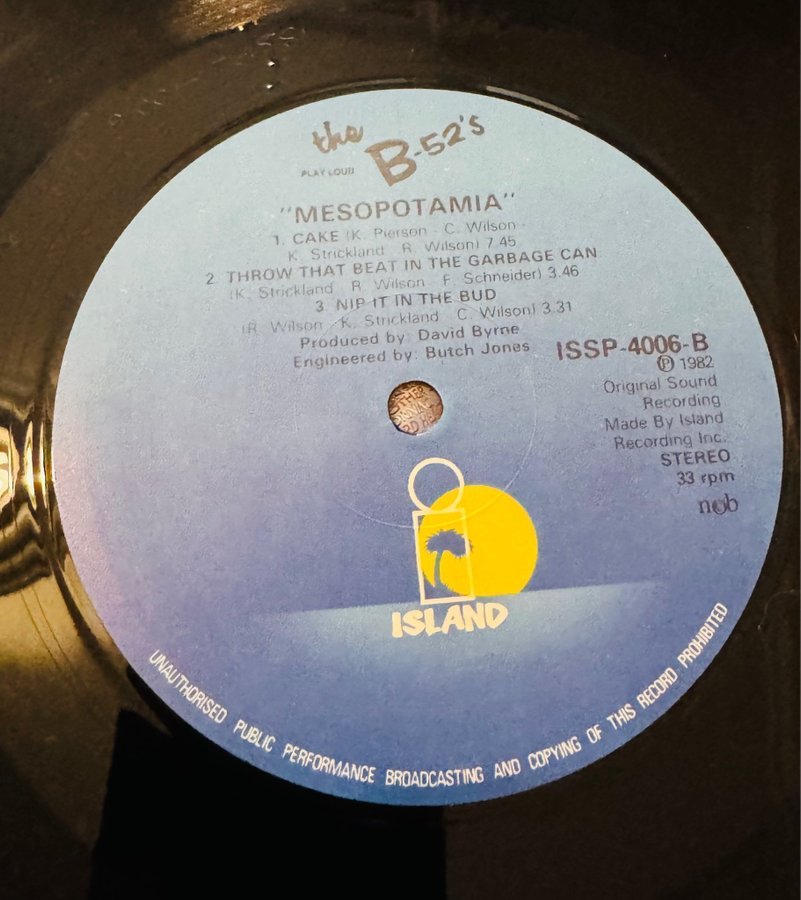 the B-52's
PLAY LOUD
"MESOPOTAMIA"
1. CAKE (K. Pierson - C. Wilson -
K. Strickland - R. Wilson) 7.45
2. THROW THAT BEAT IN THE GARBAGE CAN
(K. Strickland - R. Wilson - F. Schneider) 3.46
3. NIP IT IN THE BUD
(R. Wilson - K. Strickland - C. Wilson) 3.31
Produced by: David Byrne
Engineered by: Butch Jones
ISSP-4006-B
Ⓟ 1982
Original Sound
Recording
Made By Island
Recording Inc.
STEREO
33 rpm
ncb
ISLAND
UNAUTHORISED PUBLIC PERFORMANCE BROADCASTING AND COPYING OF THIS RECORD PROHIBITED